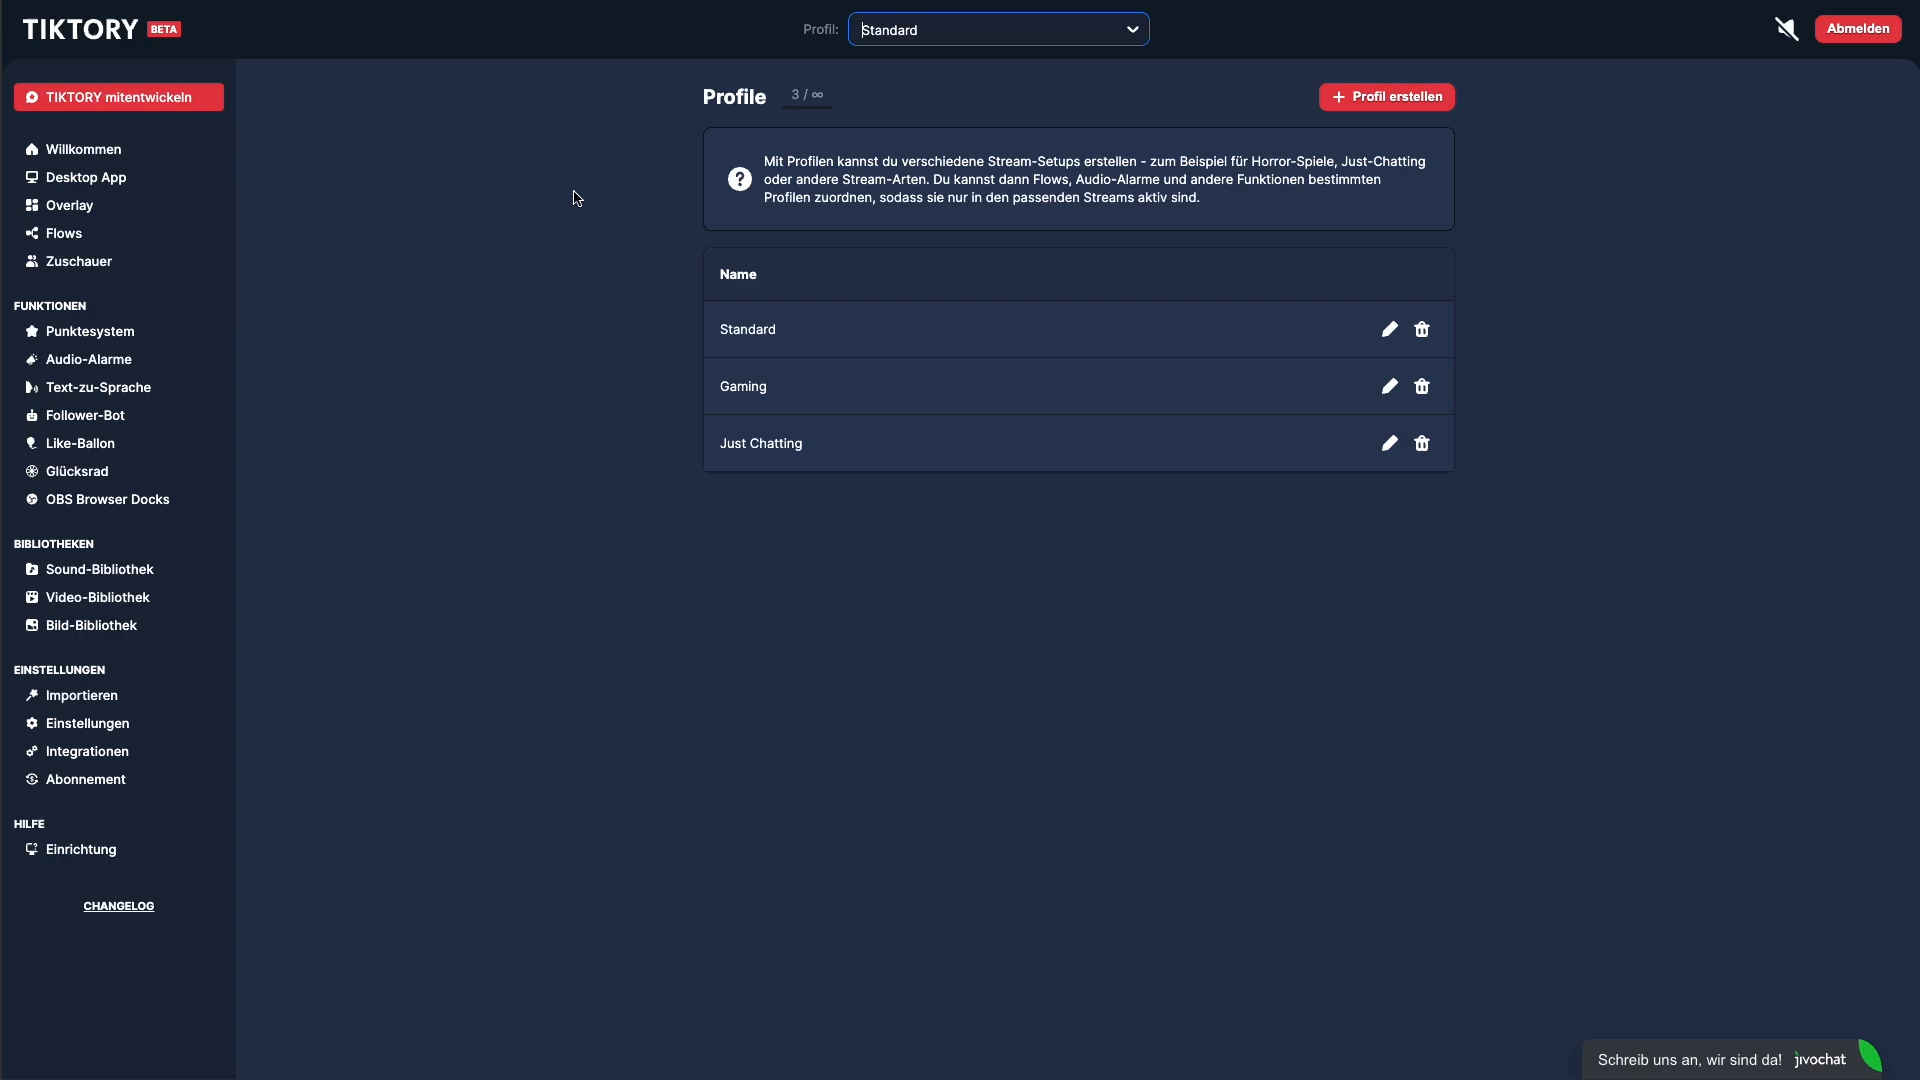 TIKTORY BETA
Profil: Standard
Abmelden
TIKTORY mitentwickeln
Willkommen
Desktop App
Overlay
Flows
Zuschauer
FUNKTIONEN
Punktesystem
Audio-Alarme
Text-zu-Sprache
Follower-Bot
Like-Ballon
Glücksrad
OBS Browser Docks
BIBLIOTHEKEN
Sound-Bibliothek
Video-Bibliothek
Bild-Bibliothek
EINSTELLUNGEN
Importieren
Einstellungen
Integrationen
Abonnement
HILFE
Einrichtung
CHANGELOG
Profile 3 / ∞
+ Profil erstellen
Mit Profilen kannst du verschiedene Stream-Setups erstellen - zum Beispiel für Horror-Spiele, Just-Chatting
oder andere Stream-Arten. Du kannst dann Flows, Audio-Alarme und andere Funktionen bestimmten
Profilen zuordnen, sodass sie nur in den passenden Streams aktiv sind.
Name
Standard
Gaming
Just Chatting
Schreib uns an, wir sind da! jivochat